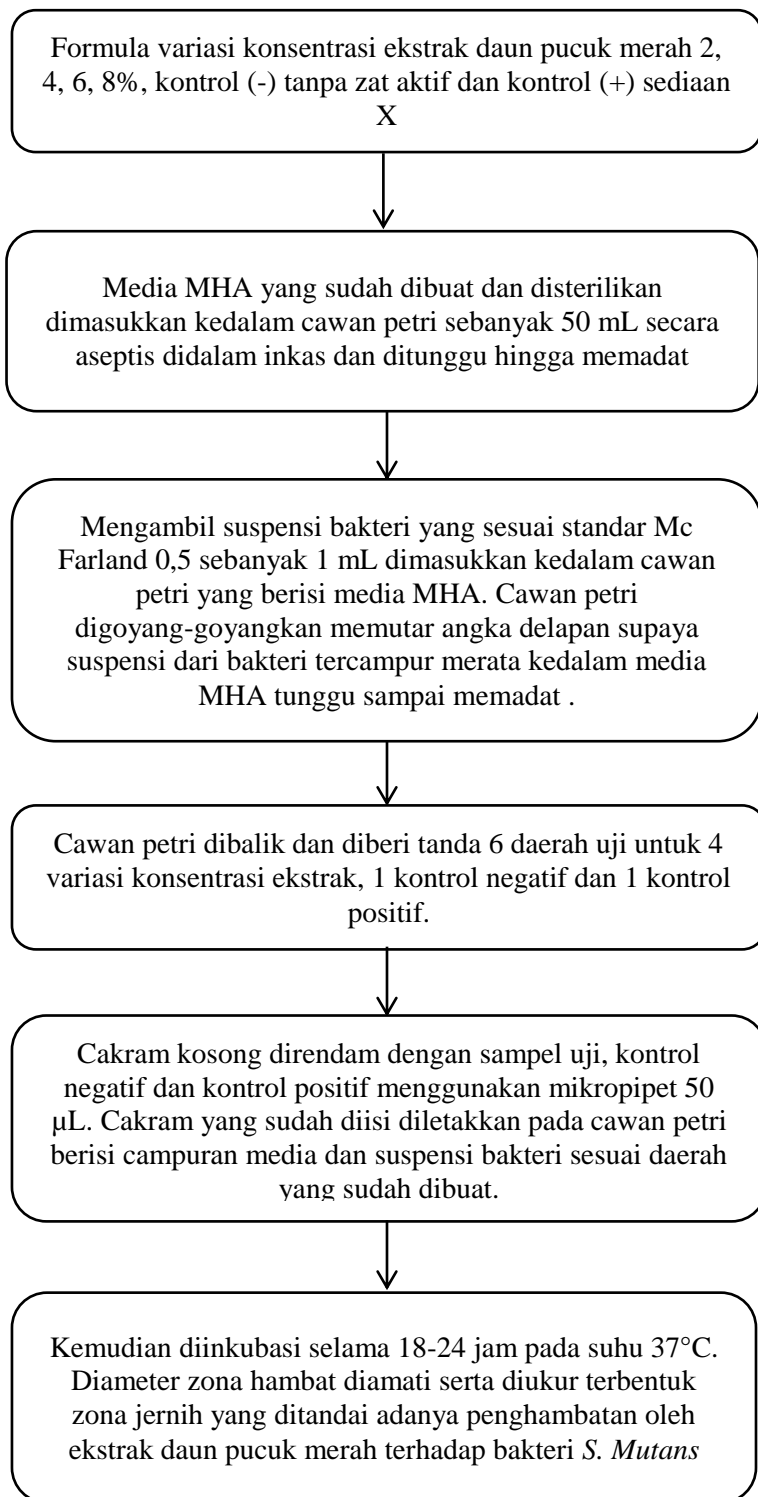 Formula variasi konsentrasi ekstrak daun pucuk merah 2,
4, 6, 8%, kontrol (-) tanpa zat aktif dan kontrol (+) sediaan
X
Media MHA yang sudah dibuat dan disterilikan
dimasukkan kedalam cawan petri sebanyak 50 mL secara
aseptis didalam inkas dan ditunggu hingga memadat
Mengambil suspensi bakteri yang sesuai standar Mc
Farland 0,5 sebanyak 1 mL dimasukkan kedalam cawan
petri yang berisi media MHA. Cawan petri
digoyang-goyangkan memutar angka delapan supaya
suspensi dari bakteri tercampur merata kedalam media
MHA tunggu sampai memadat .
Cawan petri dibalik dan diberi tanda 6 daerah uji untuk 4
variasi konsentrasi ekstrak, 1 kontrol negatif dan 1 kontrol
positif.
Cakram kosong direndam dengan sampel uji, kontrol
negatif dan kontrol positif menggunakan mikropipet 50
µL. Cakram yang sudah diisi diletakkan pada cawan petri
berisi campuran media dan suspensi bakteri sesuai daerah
yang sudah dibuat.
Kemudian diinkubasi selama 18-24 jam pada suhu 37°C.
Diameter zona hambat diamati serta diukur terbentuk
zona jernih yang ditandai adanya penghambatan oleh
ekstrak daun pucuk merah terhadap bakteri S. Mutans